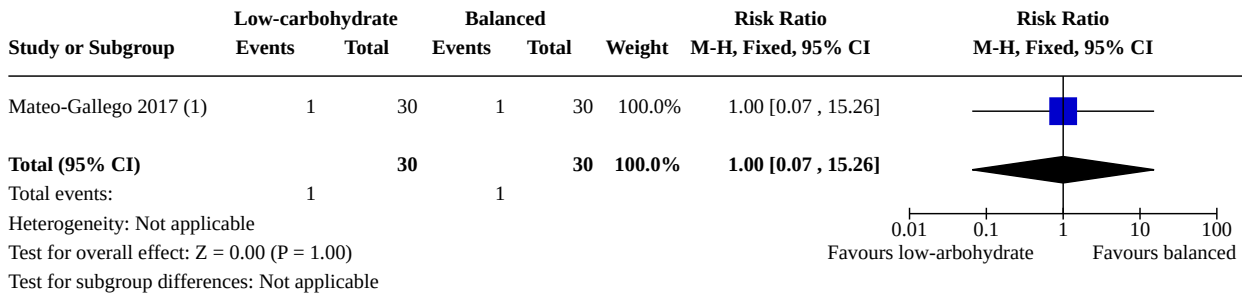 Low-carbohydrate Balanced Risk Ratio Risk Ratio
Study or Subgroup Events Total Events Total Weight M-H, Fixed, 95% CI M-H, Fixed, 95% CI
Mateo-Gallego 2017 (1) 1 30 1 30 100.0% 1.00 [0.07 , 15.26]
Total (95% CI) 30 30 100.0% 1.00 [0.07 , 15.26]
Total events: 1 1
Heterogeneity: Not applicable
0.01 0.1 1 10 100
Test for overall effect: Z = 0.00 (P = 1.00)
Favours low-arbohydrate Favours balanced
Test for subgroup differences: Not applicable